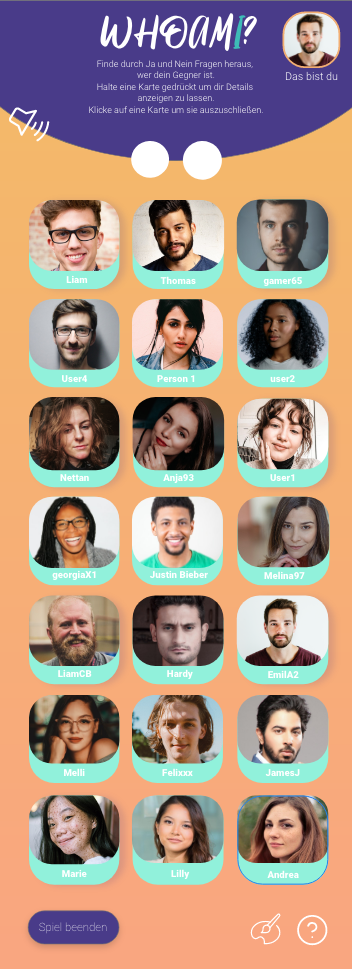 WHOAMI?
Das bist du
Finde durch Ja und Nein Fragen heraus,
wer dein Gegner ist.
Halte eine Karte gedrückt um dir Details
anzeigen zu lassen.
Klicke auf eine Karte um sie auszuschließen.
Liam
Thomas
gamer65
User4
Person 1
user2
Nettan
Anja93
User1
georgiaX1
Justin Bieber
Melina97
LiamCB
Hardy
EmilA2
Melli
Felixxx
JamesJ
Marie
Lilly
Andrea
Spiel beenden
?